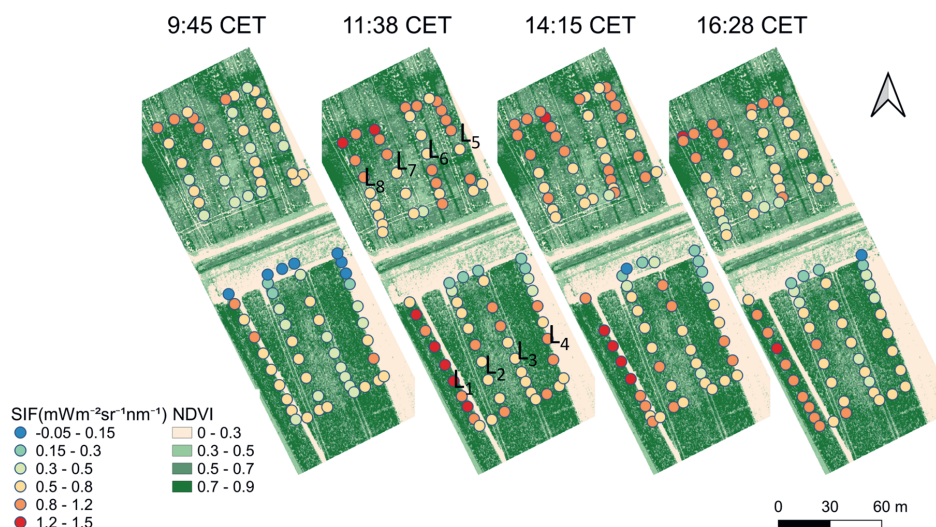 9:45 CET
11:38 CET
14:15 CET
16:28 CET
L5
L6
L7
L8
L4
L3
L2
L1
SIF(mWm⁻²sr⁻¹nm⁻¹) NDVI
-0.05 - 0.15
0 - 0.3
0.15 - 0.3
0.3 - 0.5
0.3 - 0.5
0.5 - 0.7
0.5 - 0.8
0.7 - 0.9
0.8 - 1.2
1.2 - 1.5
0 30 60 m